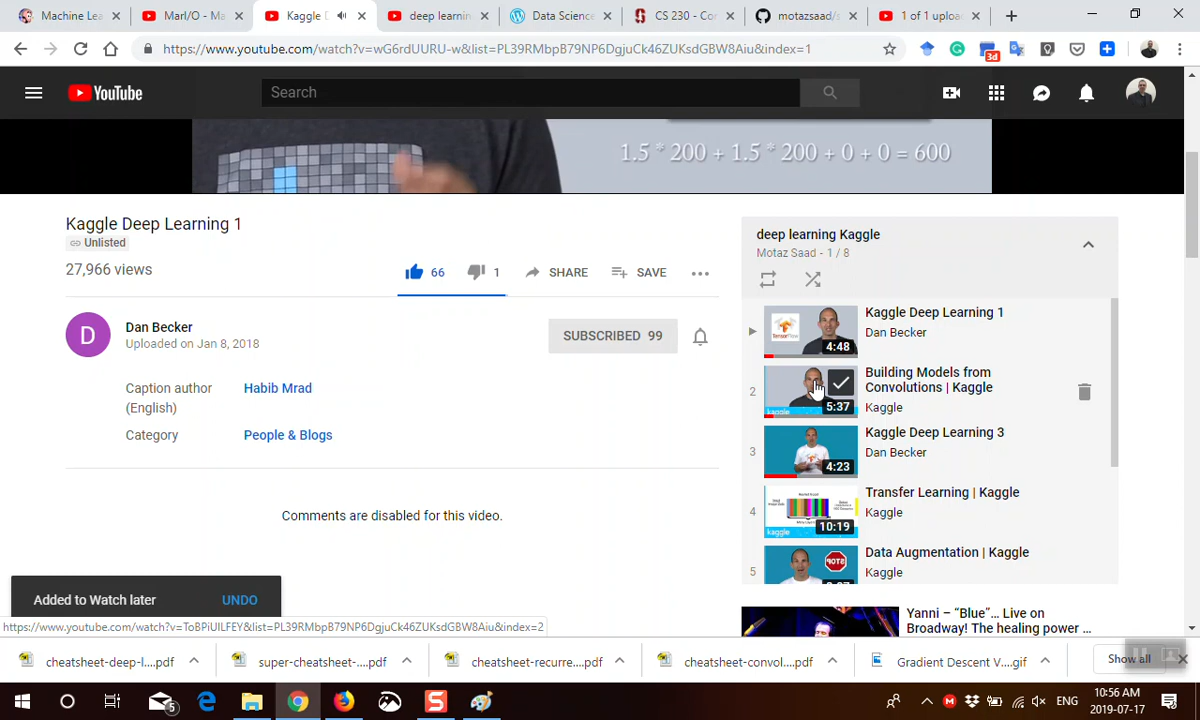 Machine Lea
MarI/O - Ma
Kaggle D
deep learnin
Data Science
CS 230 - Con
motazsaad/s
1 of 1 uploa
https://www.youtube.com/watch?v=wG6rdUURU-w&list=PL39RMbpB79NP6DgjuCk46ZUKsdGBW8Aiu&index=1
3d
YouTube
Search
1.5 * 200 + 1.5 * 200 + 0 + 0 = 600
Kaggle Deep Learning 1
Unlisted
27,966 views
66
1
SHARE
SAVE
D
Dan Becker
Uploaded on Jan 8, 2018
SUBSCRIBED 99
Caption author (English)
Habib Mrad
Category
People & Blogs
Comments are disabled for this video.
deep learning Kaggle
Motaz Saad - 1 / 8
TensorFlow
4:48
Kaggle Deep Learning 1
Dan Becker
2
kaggle
5:37
Building Models from
Convolutions | Kaggle
Kaggle
3
4:23
Kaggle Deep Learning 3
Dan Becker
4
kaggle
10:19
Transfer Learning | Kaggle
Kaggle
5
Data Augmentation | Kaggle
Kaggle
Yanni – “Blue”… Live on
Broadway! The healing power ...
Added to Watch later
UNDO
https://www.youtube.com/watch?v=ToBPiUlLFEY&list=PL39RMbpB79NP6DgjuCk46ZUKsdGBW8Aiu&index=2
cheatsheet-deep-l....pdf
super-cheatsheet-....pdf
cheatsheet-recurre....pdf
cheatsheet-convol....pdf
Gradient Descent V....gif
Show all
5
ENG
10:56 AM
2019-07-17